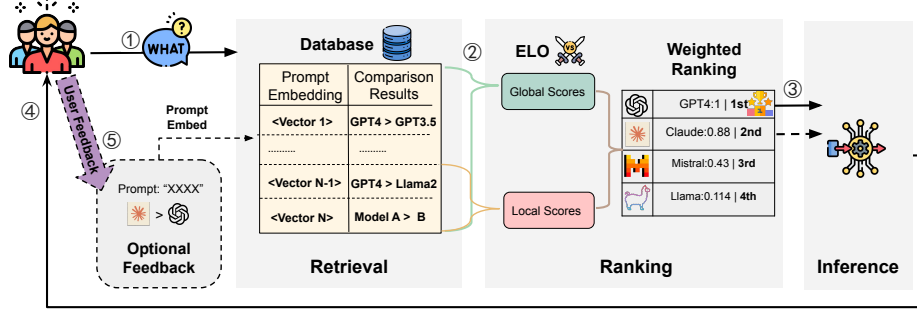 ①
WHAT
?
Database
②
ELO
VS
Weighted
Ranking
③
Prompt
Embedding
Comparison
Results
<Vector 1>
GPT4 > GPT3.5
..........
..........
<Vector N-1>
GPT4 > Llama2
<Vector N>
Model A > B
Retrieval
Global Scores
Local Scores
GPT4:1 | 1st
Claude:0.88 | 2nd
Mistral:0.43 | 3rd
Llama:0.114 | 4th
Ranking
Inference
④
User Feedback
⑤
Prompt
Embed
Prompt: “XXXX”
>
Optional
Feedback